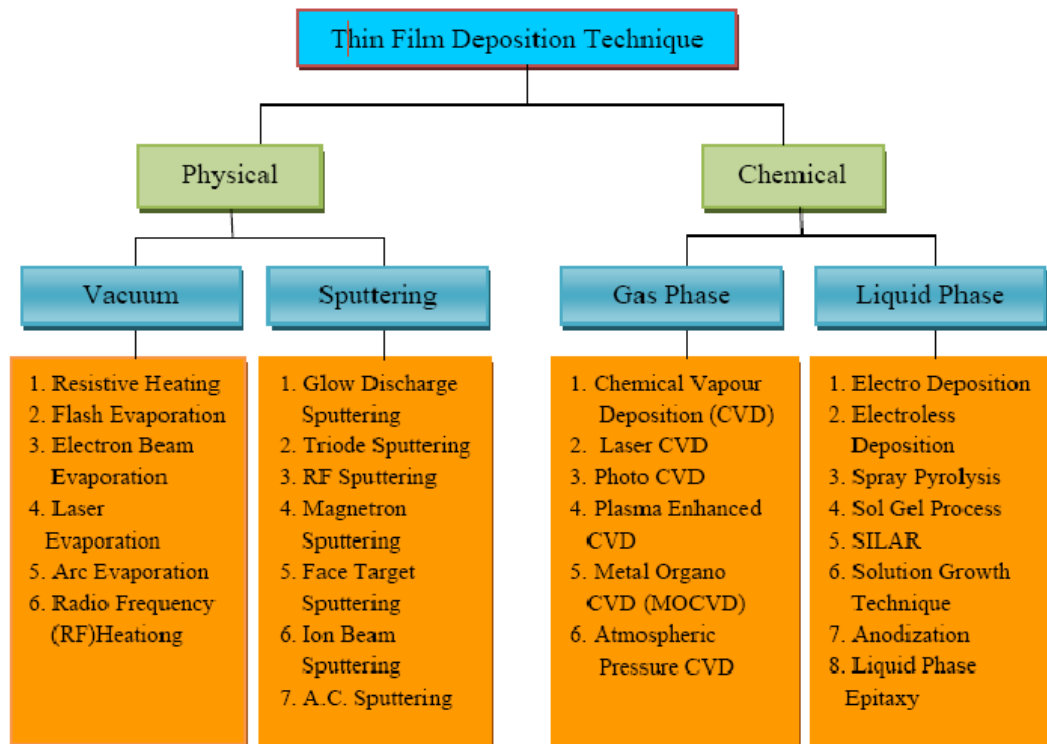 Thin Film Deposition Technique
Physical
Chemical
Vacuum
Sputtering
Gas Phase
Liquid Phase
1. Resistive Heating
2. Flash Evaporation
3. Electron Beam
Evaporation
4. Laser
Evaporation
5. Arc Evaporation
6. Radio Frequency
(RF)Heationg
1. Glow Discharge
Sputtering
2. Triode Sputtering
3. RF Sputtering
4. Magnetron
Sputtering
5. Face Target
Sputtering
6. Ion Beam
Sputtering
7. A.C. Sputtering
1. Chemical Vapour
Deposition (CVD)
2. Laser CVD
3. Photo CVD
4. Plasma Enhanced
CVD
5. Metal Organo
CVD (MOCVD)
6. Atmospheric
Pressure CVD
1. Electro Deposition
2. Electroless
Deposition
3. Spray Pyrolysis
4. Sol Gel Process
5. SILAR
6. Solution Growth
Technique
7. Anodization
8. Liquid Phase
Epitaxy